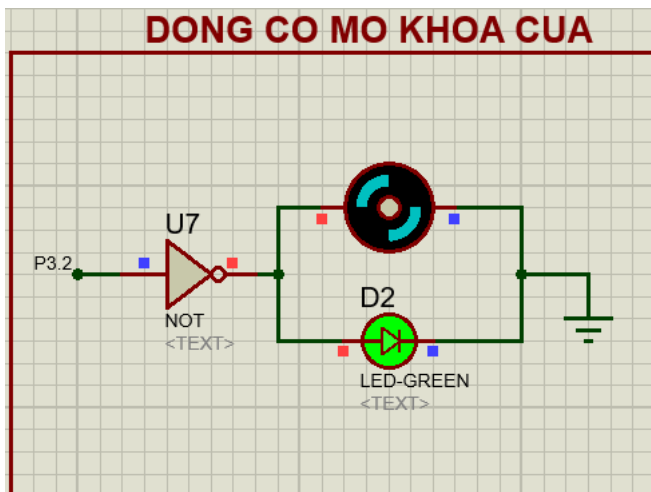 DONG CO MO KHOA CUA
U7
P3.2
NOT
<TEXT>
D2
LED-GREEN
<TEXT>